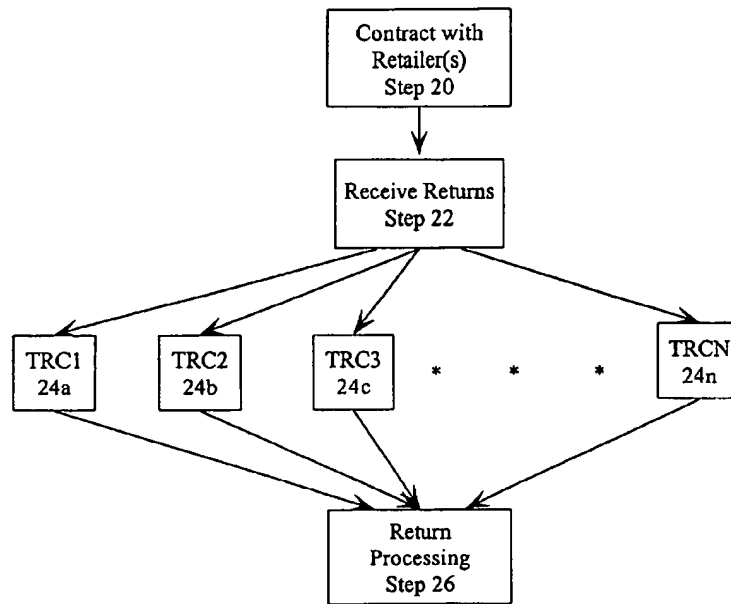 Contract with
Retailer(s)
Step 20
Receive Returns
Step 22
TRC1
24a
TRC2
24b
TRC3
24c
* * *
TRCN
24n
Return
Processing
Step 26